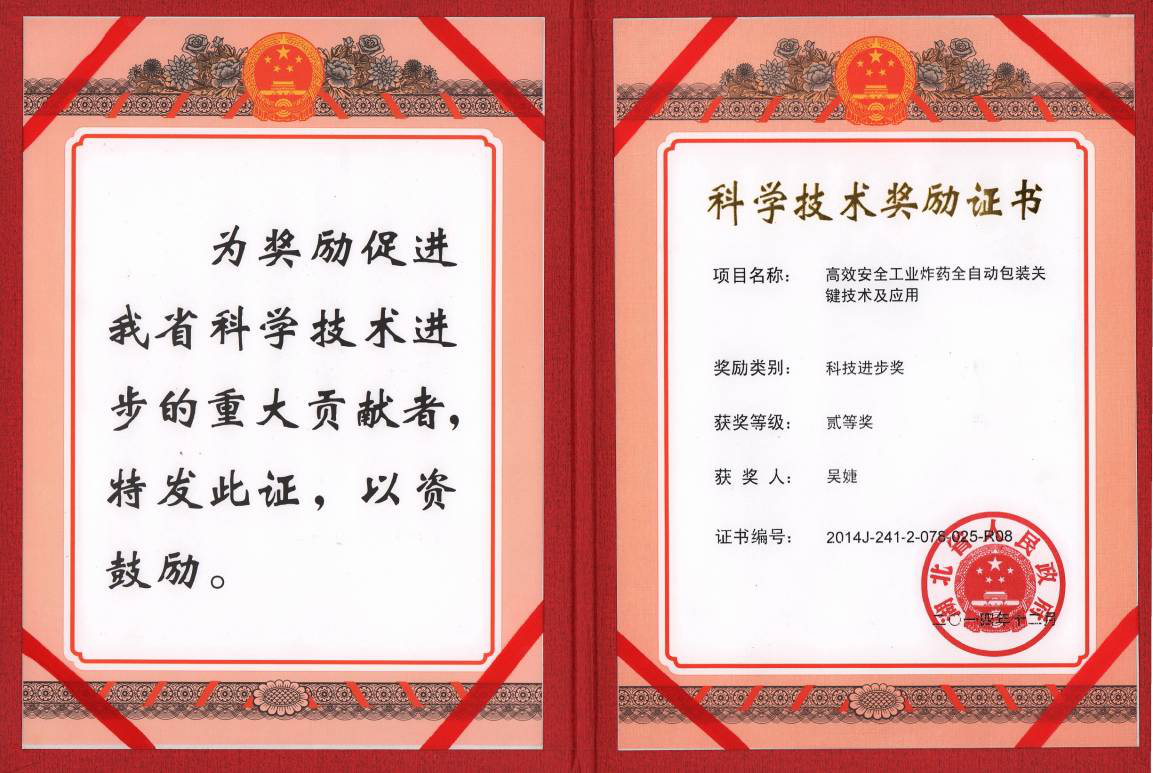 为奖励促进
我省科学技术进
步的重大贡献者，
特发此证，以资
鼓励。
科学技术奖励证书
项目名称： 高效安全工业炸药全自动包装关
键技术及应用
奖励类别： 科技进步奖
获奖等级： 贰等奖
获 奖 人： 吴婕
证书编号： 2014J-241-2-078-025-R08
湖北省人民政府
二〇一四年十二月